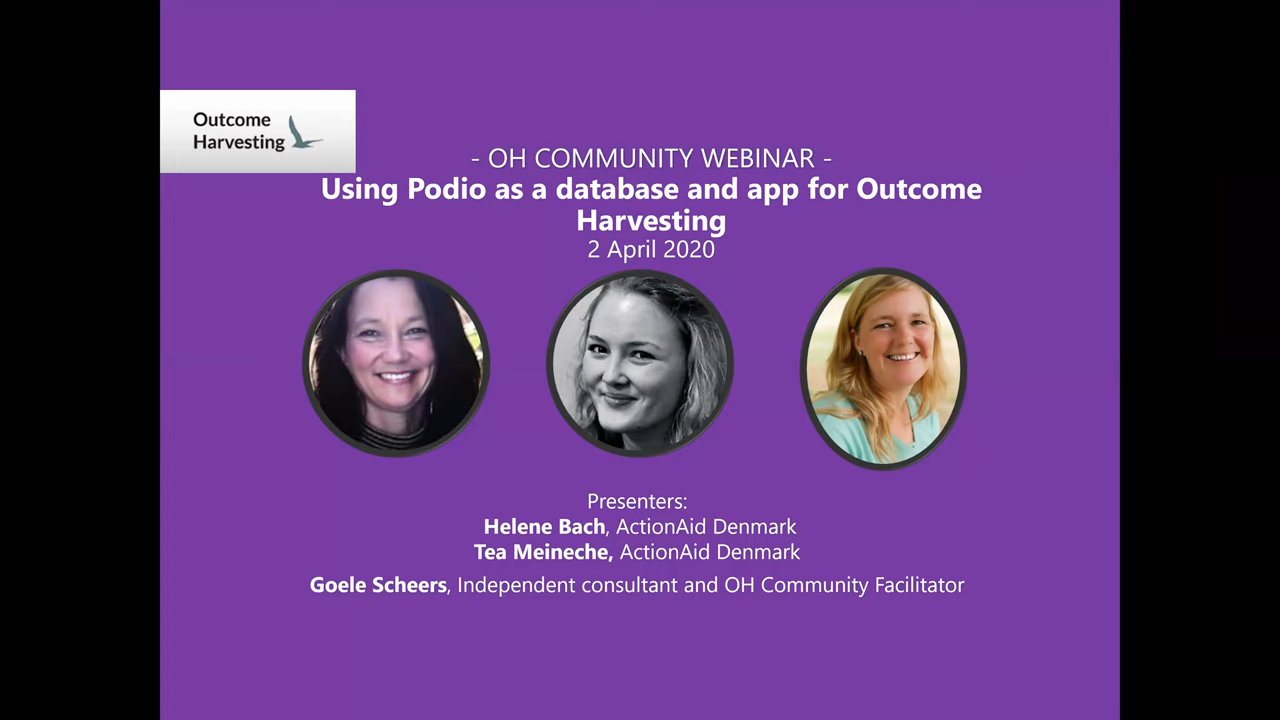 Outcome
Harvesting
- OH COMMUNITY WEBINAR -
Using Podio as a database and app for Outcome
Harvesting
2 April 2020
Presenters:
Helene Bach, ActionAid Denmark
Tea Meineche, ActionAid Denmark
Goele Scheers, Independent consultant and OH Community Facilitator